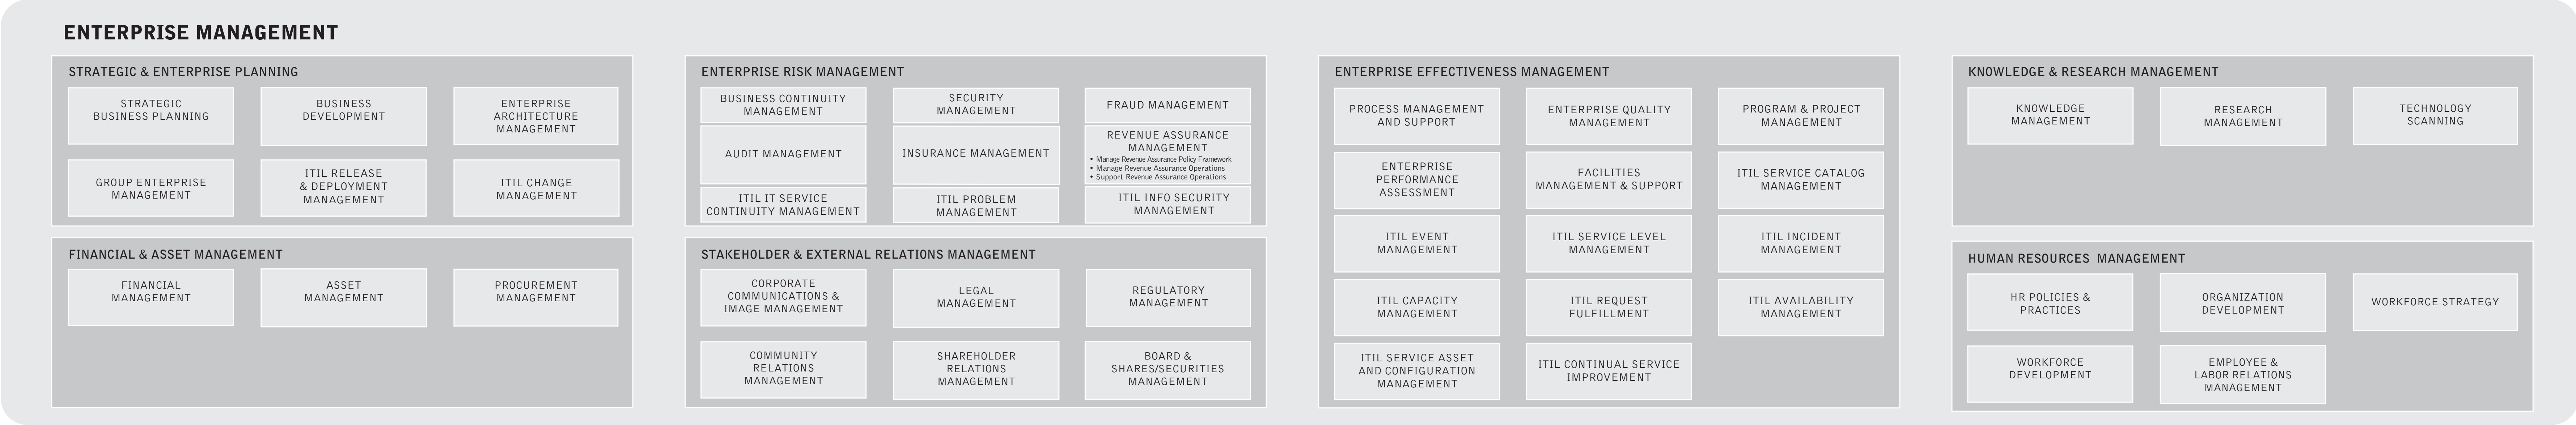 ENTERPRISE MANAGEMENT
STRATEGIC & ENTERPRISE PLANNING
STRATEGIC
BUSINESS PLANNING
BUSINESS
DEVELOPMENT
ENTERPRISE
ARCHITECTURE
MANAGEMENT
GROUP ENTERPRISE
MANAGEMENT
ITIL RELEASE
& DEPLOYMENT
MANAGEMENT
ITIL CHANGE
MANAGEMENT
FINANCIAL & ASSET MANAGEMENT
FINANCIAL
MANAGEMENT
ASSET
MANAGEMENT
PROCUREMENT
MANAGEMENT
ENTERPRISE RISK MANAGEMENT
BUSINESS CONTINUITY
MANAGEMENT
SECURITY
MANAGEMENT
FRAUD MANAGEMENT
AUDIT MANAGEMENT
INSURANCE MANAGEMENT
REVENUE ASSURANCE
MANAGEMENT
• Manage Revenue Assurance Policy Framework
• Manage Revenue Assurance Operations
• Support Revenue Assurance Operations
ITIL IT SERVICE
CONTINUITY MANAGEMENT
ITIL PROBLEM
MANAGEMENT
ITIL INFO SECURITY
MANAGEMENT
STAKEHOLDER & EXTERNAL RELATIONS MANAGEMENT
CORPORATE
COMMUNICATIONS &
IMAGE MANAGEMENT
LEGAL
MANAGEMENT
REGULATORY
MANAGEMENT
COMMUNITY
RELATIONS
MANAGEMENT
SHAREHOLDER
RELATIONS
MANAGEMENT
BOARD &
SHARES/SECURITIES
MANAGEMENT
ENTERPRISE EFFECTIVENESS MANAGEMENT
PROCESS MANAGEMENT
AND SUPPORT
ENTERPRISE QUALITY
MANAGEMENT
PROGRAM & PROJECT
MANAGEMENT
ENTERPRISE
PERFORMANCE
ASSESSMENT
FACILITIES
MANAGEMENT & SUPPORT
ITIL SERVICE CATALOG
MANAGEMENT
ITIL EVENT
MANAGEMENT
ITIL SERVICE LEVEL
MANAGEMENT
ITIL INCIDENT
MANAGEMENT
ITIL CAPACITY
MANAGEMENT
ITIL REQUEST
FULFILLMENT
ITIL AVAILABILITY
MANAGEMENT
ITIL SERVICE ASSET
AND CONFIGURATION
MANAGEMENT
ITIL CONTINUAL SERVICE
IMPROVEMENT
KNOWLEDGE & RESEARCH MANAGEMENT
KNOWLEDGE
MANAGEMENT
RESEARCH
MANAGEMENT
TECHNOLOGY
SCANNING
HUMAN RESOURCES MANAGEMENT
HR POLICIES &
PRACTICES
ORGANIZATION
DEVELOPMENT
WORKFORCE STRATEGY
WORKFORCE
DEVELOPMENT
EMPLOYEE &
LABOR RELATIONS
MANAGEMENT